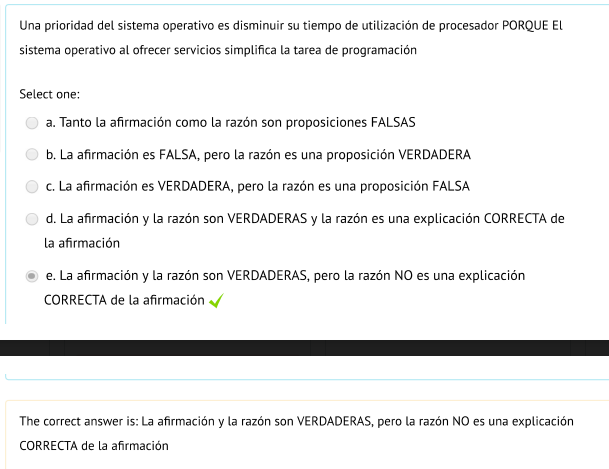 Una prioridad del sistema operativo es disminuir su tiempo de utilización de procesador PORQUE El
sistema operativo al ofrecer servicios simplifica la tarea de programación
Select one:
a. Tanto la afirmación como la razón son proposiciones FALSAS
b. La afirmación es FALSA, pero la razón es una proposición VERDADERA
c. La afirmación es VERDADERA, pero la razón es una proposición FALSA
d. La afirmación y la razón son VERDADERAS y la razón es una explicación CORRECTA de
la afirmación
e. La afirmación y la razón son VERDADERAS, pero la razón NO es una explicación
CORRECTA de la afirmación
The correct answer is: La afirmación y la razón son VERDADERAS, pero la razón NO es una explicación
CORRECTA de la afirmación